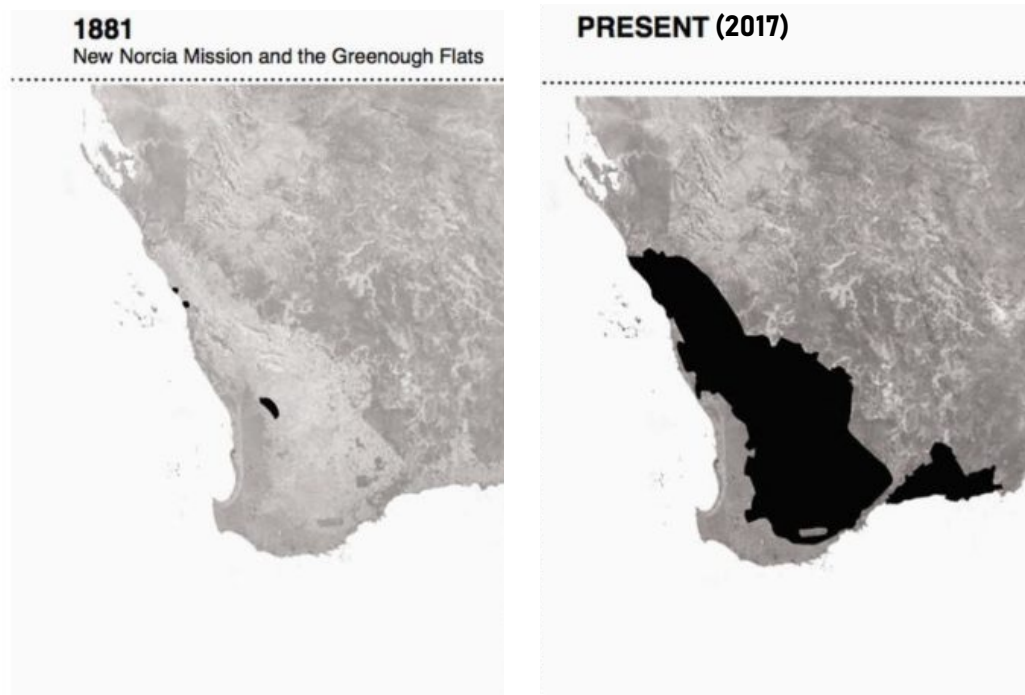 1881
New Norcia Mission and the Greenough Flats
PRESENT (2017)